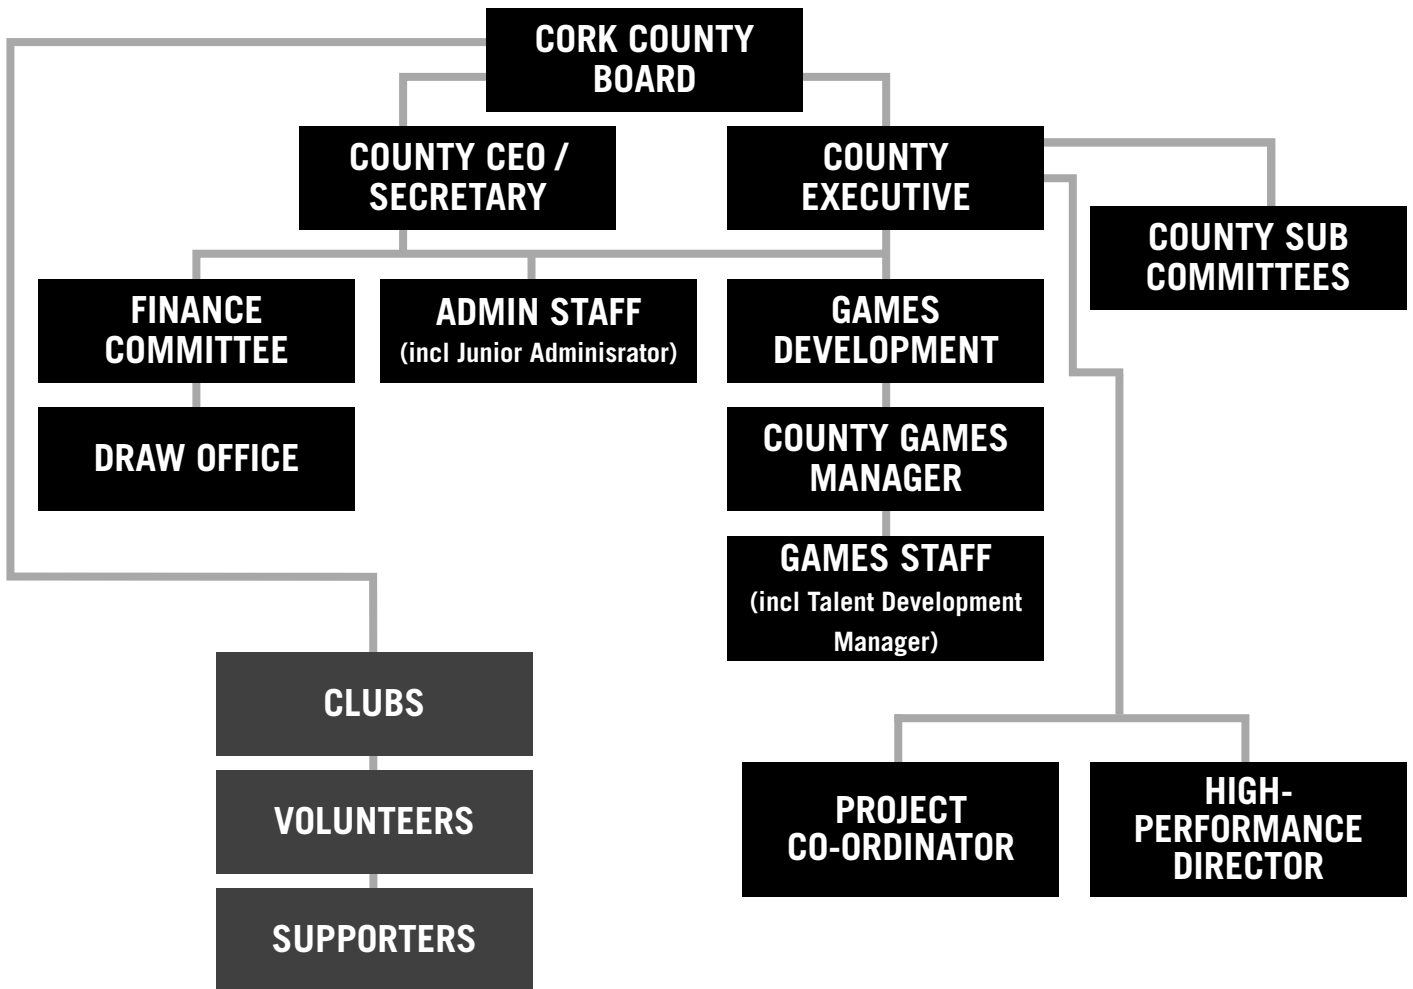 CORK COUNTY
BOARD
COUNTY CEO /
SECRETARY
COUNTY
EXECUTIVE
COUNTY SUB
COMMITTEES
FINANCE
COMMITTEE
ADMIN STAFF
(incl Junior Adminisrator)
GAMES
DEVELOPMENT
DRAW OFFICE
COUNTY GAMES
MANAGER
GAMES STAFF
(incl Talent Development
Manager)
CLUBS
VOLUNTEERS
SUPPORTERS
PROJECT
CO-ORDINATOR
HIGH-
PERFORMANCE
DIRECTOR